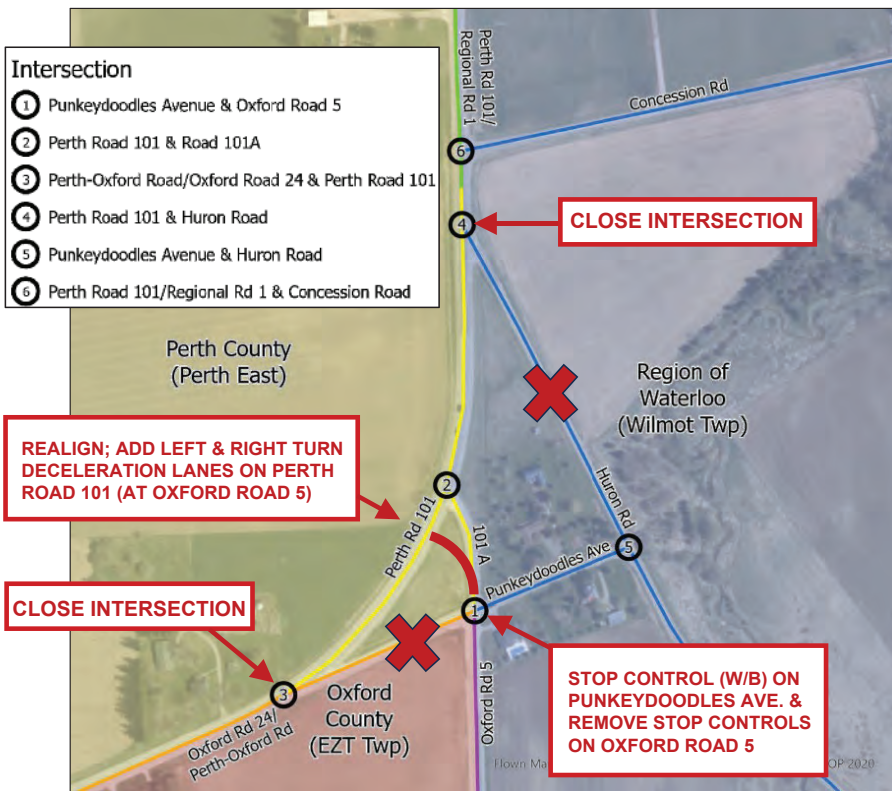 Intersection
1 Punkeydoodles Avenue & Oxford Road 5
2 Perth Road 101 & Road 101A
3 Perth-Oxford Road/Oxford Road 24 & Perth Road 101
4 Perth Road 101 & Huron Road
5 Punkeydoodles Avenue & Huron Road
6 Perth Road 101/Regional Rd 1 & Concession Road
Perth Rd 101/
Regional Rd 1
Concession Rd
6
4
CLOSE INTERSECTION
Perth County
(Perth East)
Region of
Waterloo
(Wilmot Twp)
REALIGN; ADD LEFT & RIGHT TURN
DECELERATION LANES ON PERTH
ROAD 101 (AT OXFORD ROAD 5)
2
Perth Rd 101
101 A
Huron Rd
Punkeydoodles Ave
5
CLOSE INTERSECTION
1
3
Oxford Rd 24/
Perth-Oxford Rd
Oxford
County
(EZT Twp)
Oxford Rd 5
STOP CONTROL (W/B) ON
PUNKEYDOODLES AVE. &
REMOVE STOP CONTROLS
ON OXFORD ROAD 5
Flown
OP 2020